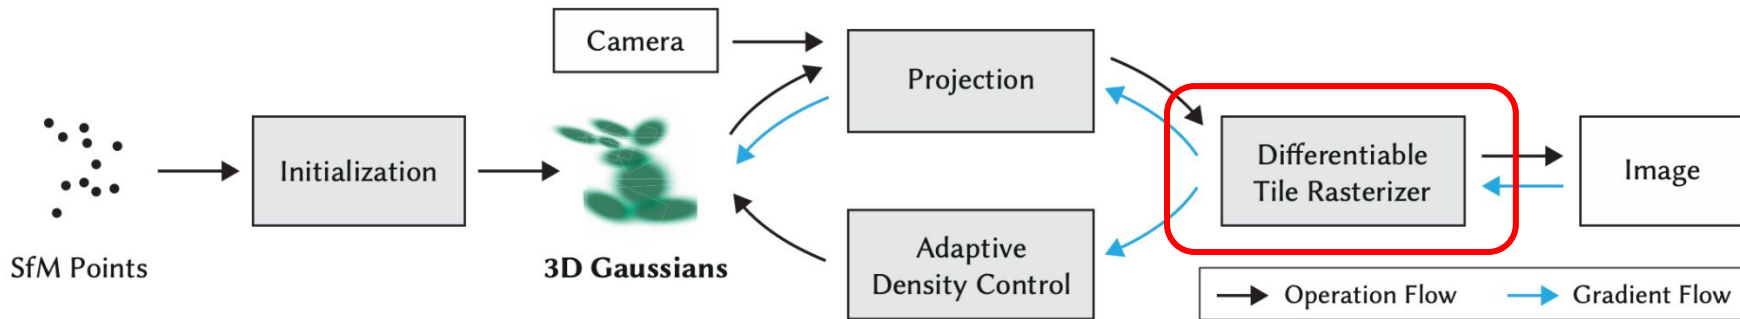 SfM Points
Initialization
3D Gaussians
Camera
Projection
Adaptive
Density Control
Differentiable
Tile Rasterizer
Image
Operation Flow
Gradient Flow